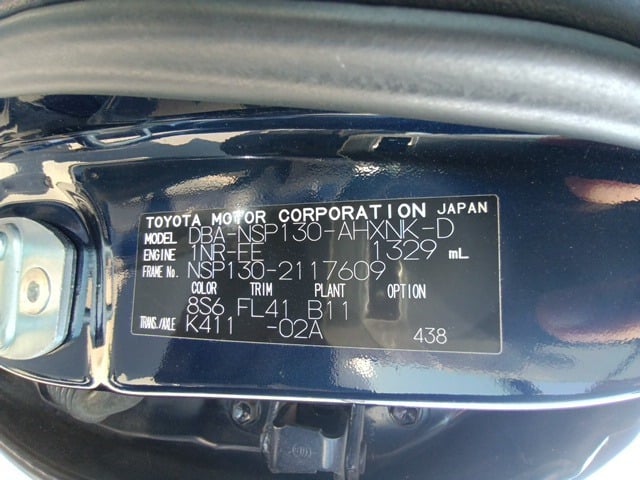 TOYOTA MOTOR CORPORATION JAPAN
MODEL DBA-NSP130-AHXNK-D
ENGINE 1NR-FE 1329 mL
FRAME No. NSP130-2117609
COLOR TRIM PLANT OPTION
8S6 FL41 B11
TRANS./AXLE K411 -02A 438